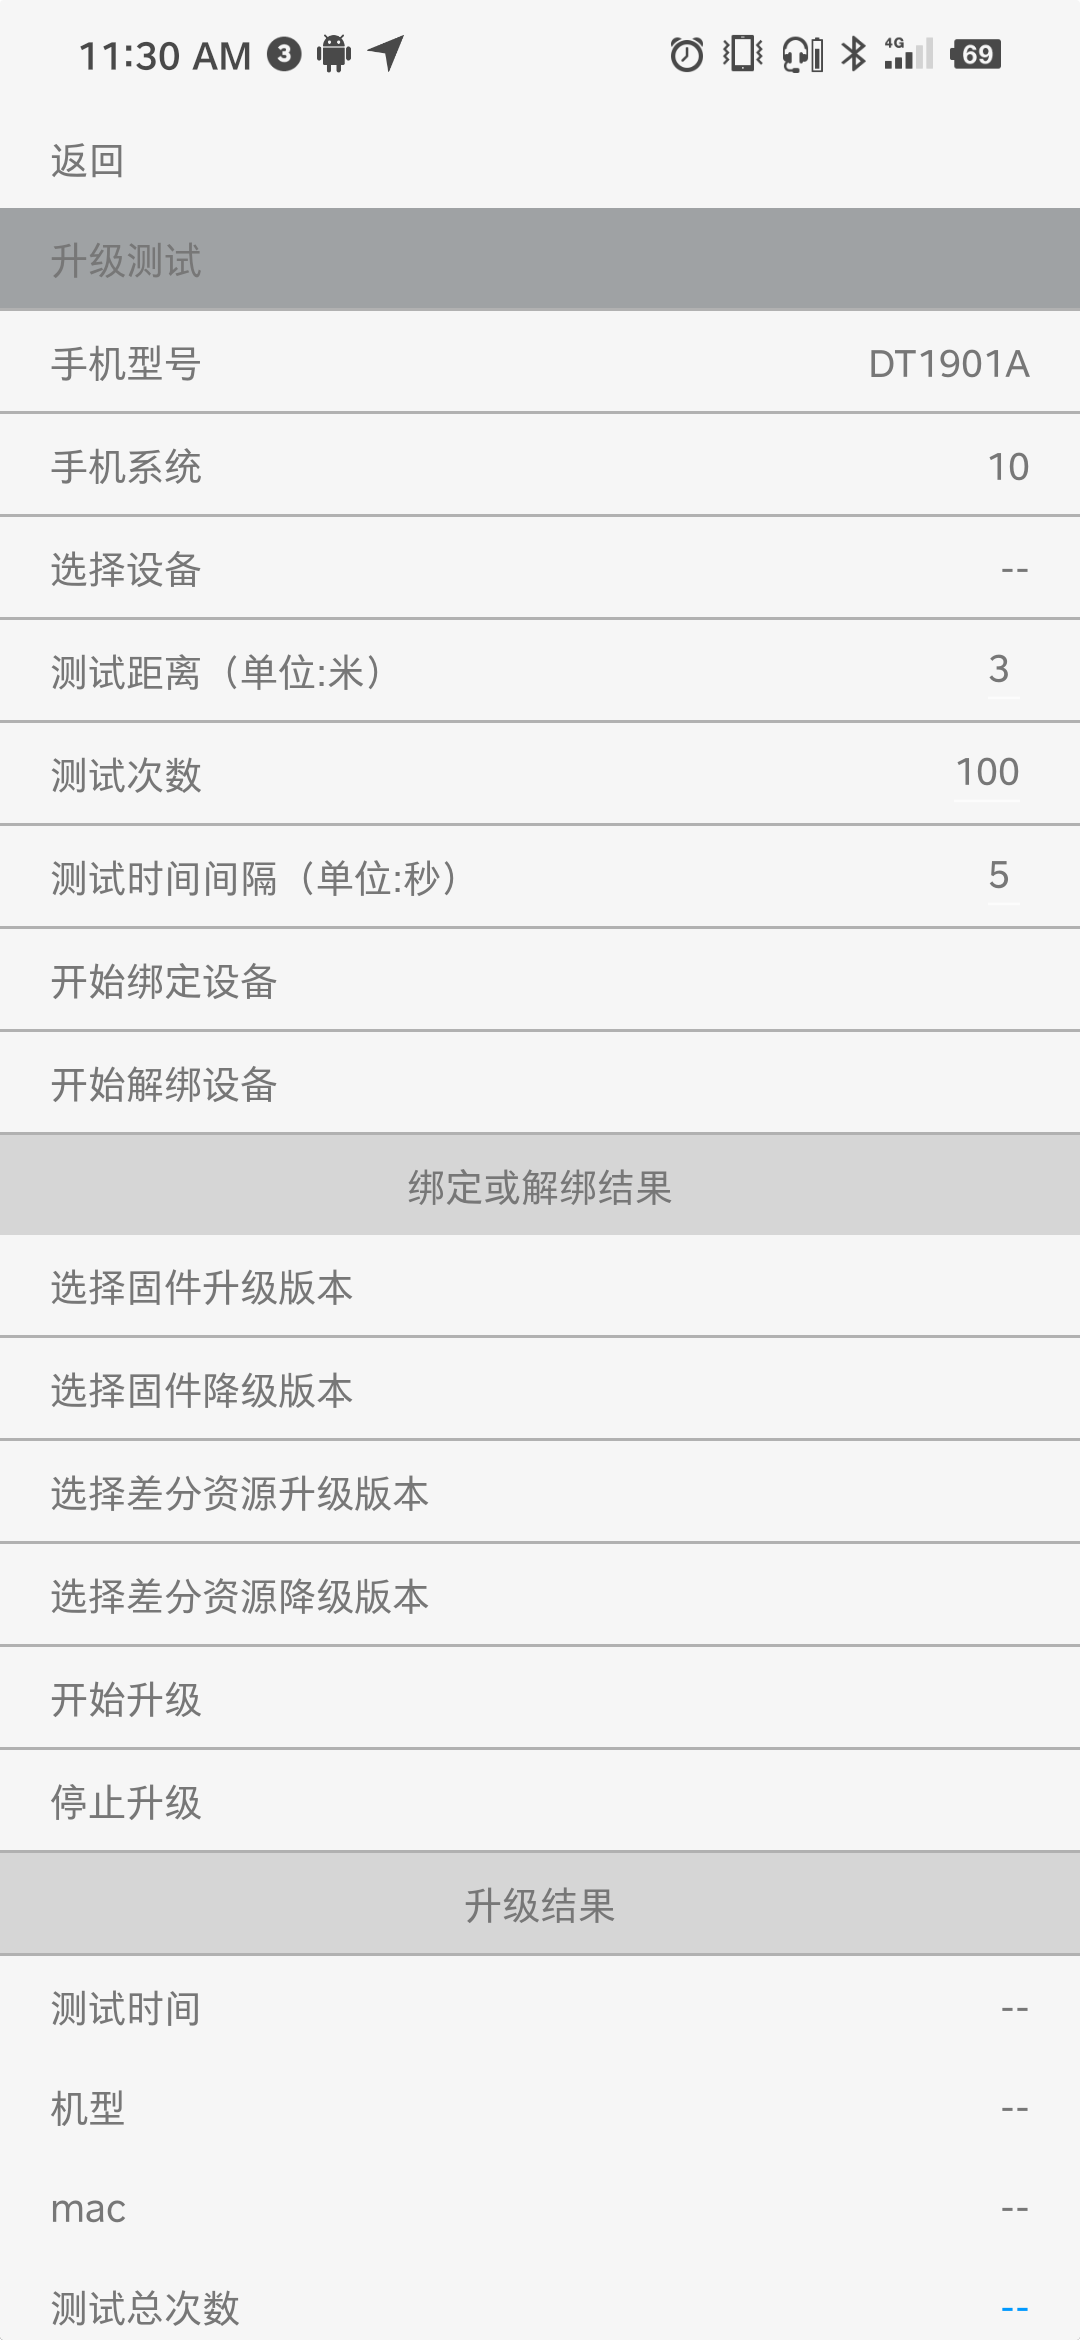 11:30 AM 3 4G 69
返回
升级测试
手机型号 DT1901A
手机系统 10
选择设备 --
测试距离（单位:米） 3
测试次数 100
测试时间间隔（单位:秒） 5
开始绑定设备
开始解绑设备
绑定或解绑结果
选择固件升级版本
选择固件降级版本
选择差分资源升级版本
选择差分资源降级版本
开始升级
停止升级
升级结果
测试时间 --
机型 --
mac --
测试总次数 --